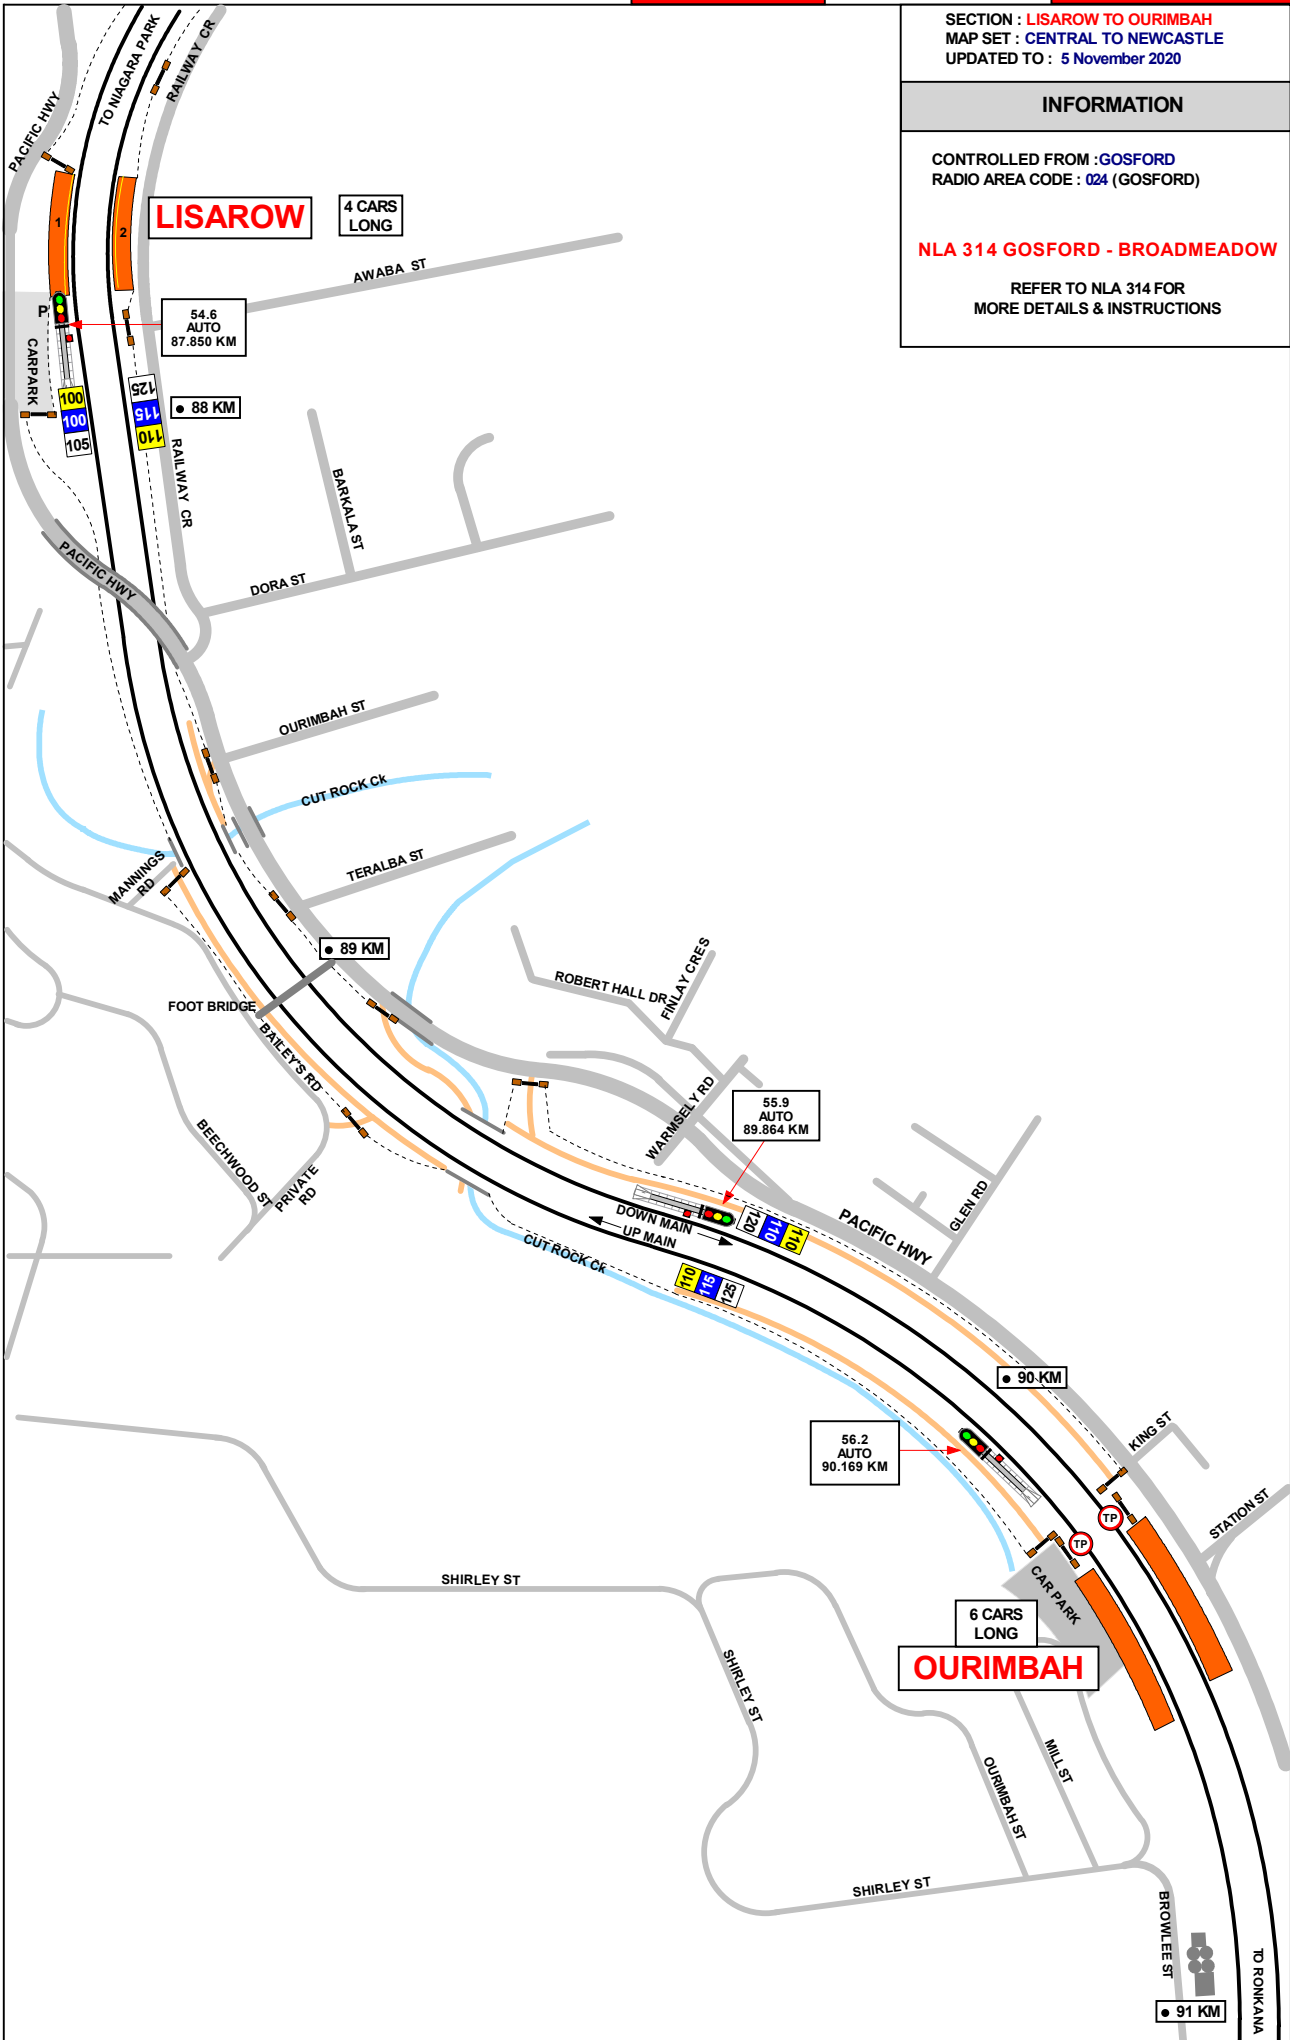 SECTION : LISAROW TO OURIMBAH
MAP SET : CENTRAL TO NEWCASTLE
UPDATED TO : 5 November 2020
INFORMATION
CONTROLLED FROM :GOSFORD
RADIO AREA CODE : 024 (GOSFORD)
NLA 314 GOSFORD - BROADMEADOW
REFER TO NLA 314 FOR
MORE DETAILS & INSTRUCTIONS
TO NIAGARA PARK
RAILWAY CR
PACIFIC HWY
1
2
LISAROW
4 CARS
LONG
AWABA ST
P
54.6
AUTO
87.850 KM
CARPARK
100
100
105
125
115
110
88 KM
RAILWAY CR
BARKALA ST
PACIFIC HWY
DORA ST
OURIMBAH ST
CUT ROCK Ck
TERALBA ST
MANNINGS
RD
89 KM
FOOT BRIDGE
BAILEY'S RD
ROBERT HALL DR
FINLAY CRES
WARMSELY RD
55.9
AUTO
89.864 KM
BEECHWOOD ST
PRIVATE
RD
DOWN MAIN
UP MAIN
120
110
110
CUT ROCK Ck
110
115
125
PACIFIC HWY
GLEN RD
90 KM
56.2
AUTO
90.169 KM
KING ST
STATION ST
TP
TP
CAR PARK
6 CARS
LONG
OURIMBAH
SHIRLEY ST
SHIRLEY ST
MILL ST
OURIMBAH ST
SHIRLEY ST
BROWLEE ST
TO RONKANA
91 KM